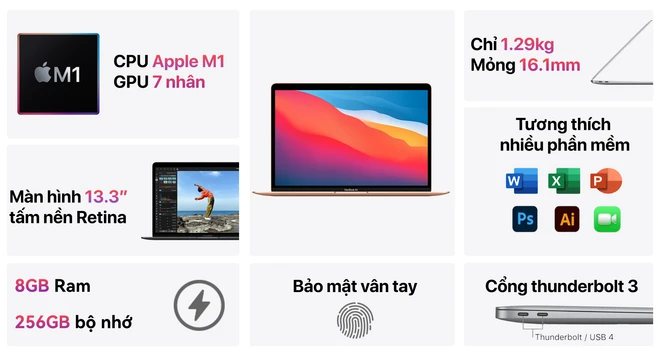 M1
CPU Apple M1
GPU 7 nhân
Chỉ 1.29kg
Mỏng 16.1mm
Màn hình 13.3"
tấm nền Retina
MacBook Air
Tương thích
nhiều phần mềm
W
X
P
Ps
Ai
8GB Ram
256GB bộ nhớ
Bảo mật vân tay
Cổng thunderbolt 3
Thunderbolt / USB 4